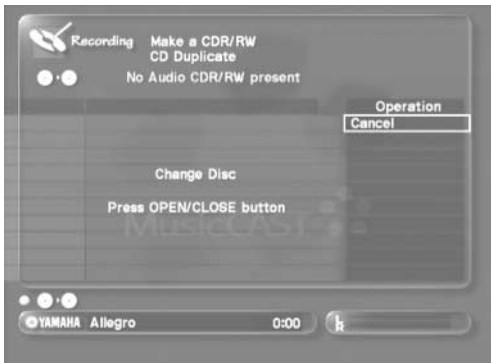 Recording
Make a CDR/RW
CD Duplicate
No Audio CDR/RW present
Operation
Cancel
Change Disc
Press OPEN/CLOSE button
MusicCAST
YAMAHA Allegro 0:00